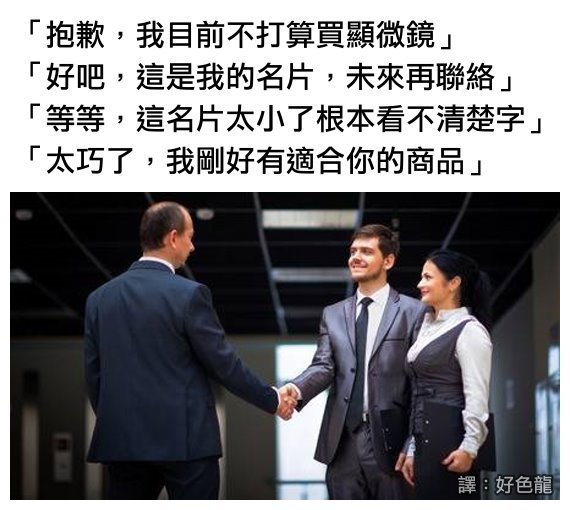 「抱歉，我目前不打算買顯微鏡」
「好吧，這是我的名片，未來再聯絡」
「等等，這名片太小了根本看不清楚字」
「太巧了，我剛好有適合你的商品」
譯：好色龍